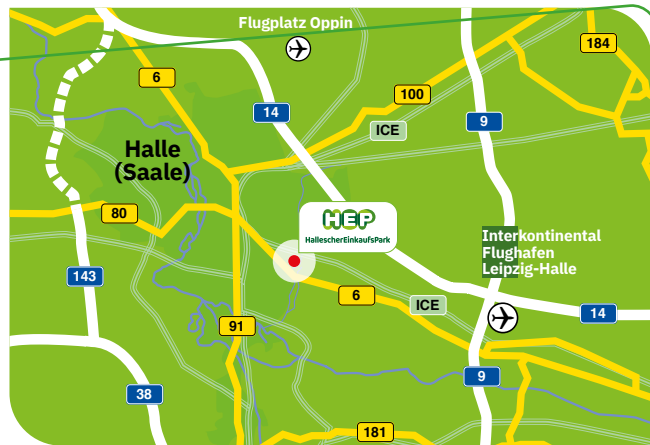 Flugplatz Oppin
184
6
100
14
9
ICE
Halle
(Saale)
80
HEP
HallescherEinkaufsPark
Interkontinental
Flughafen
Leipzig-Halle
143
6
ICE
14
91
9
38
181